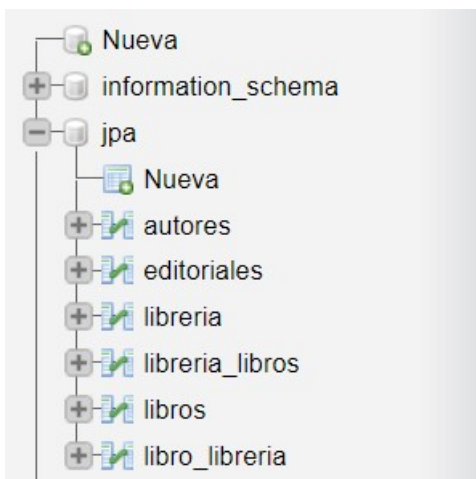 Nueva
information_schema
jpa
Nueva
autores
editoriales
libreria
libreria_libros
libros
libro_libreria